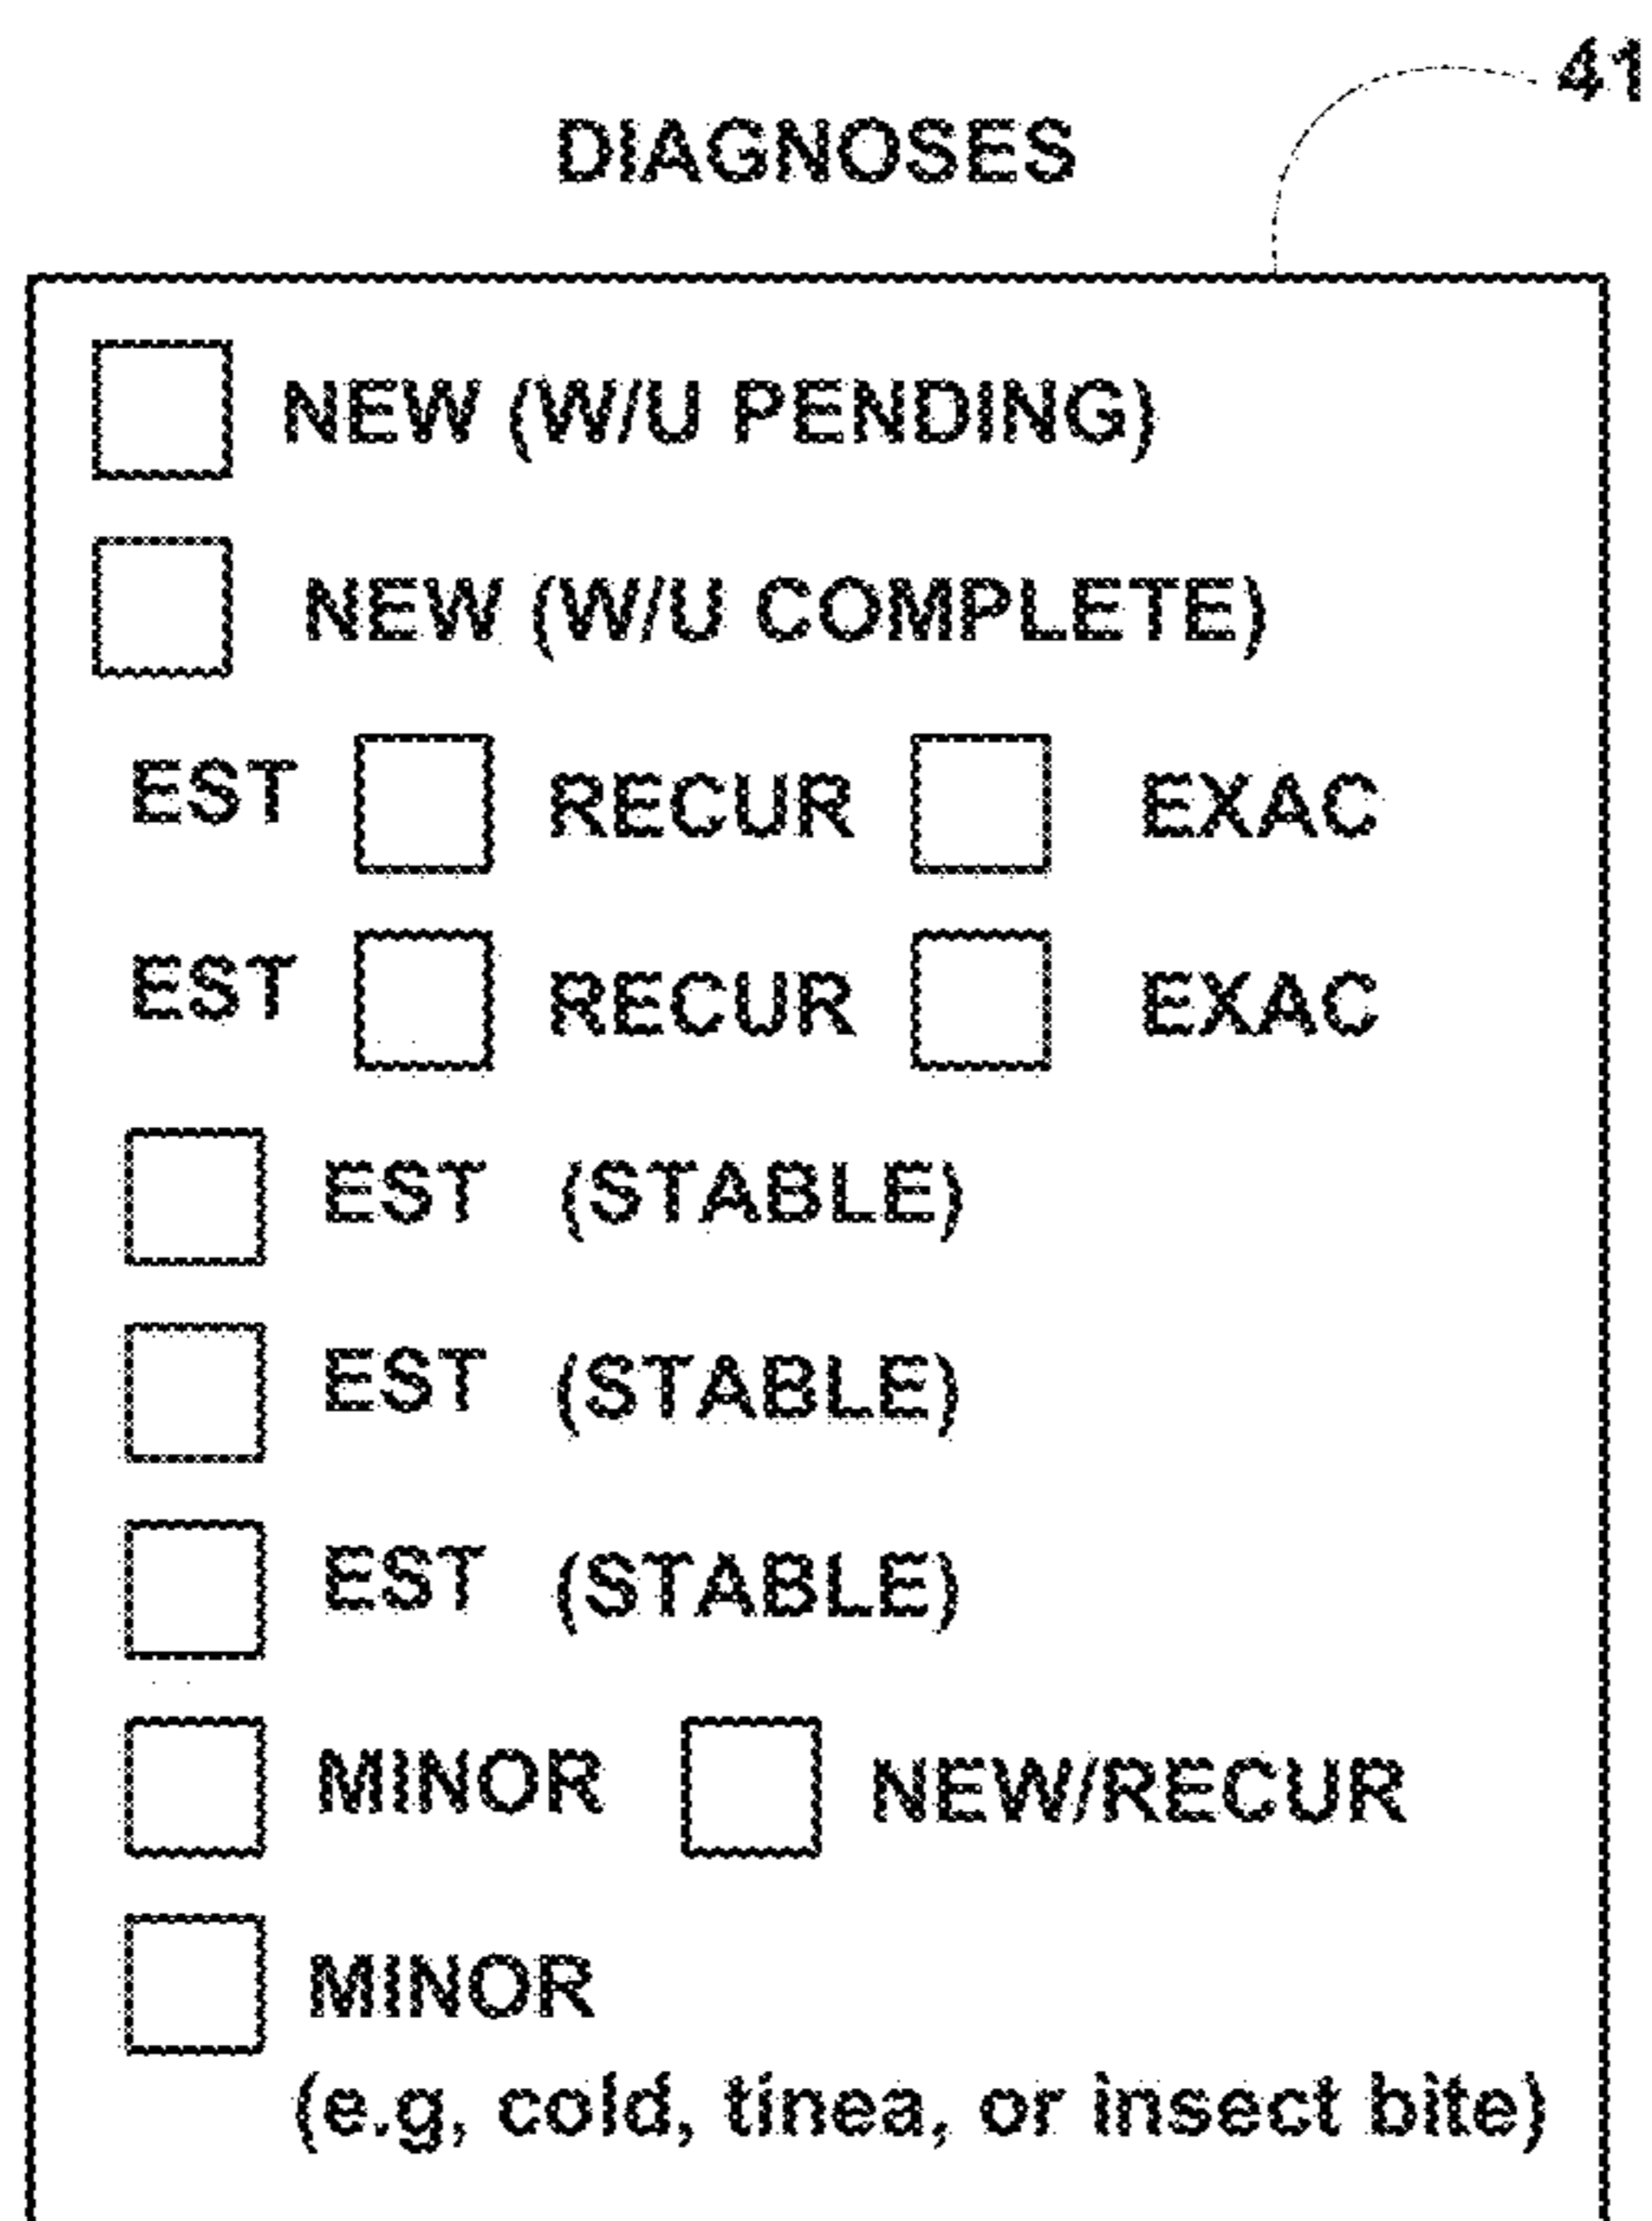 41
DIAGNOSES
NEW (W/U PENDING)
NEW (W/U COMPLETE)
EST RECUR EXAC
EST RECUR EXAC
EST (STABLE)
EST (STABLE)
EST (STABLE)
MINOR NEW/RECUR
MINOR
(e.g, cold, tinea, or insect bite)